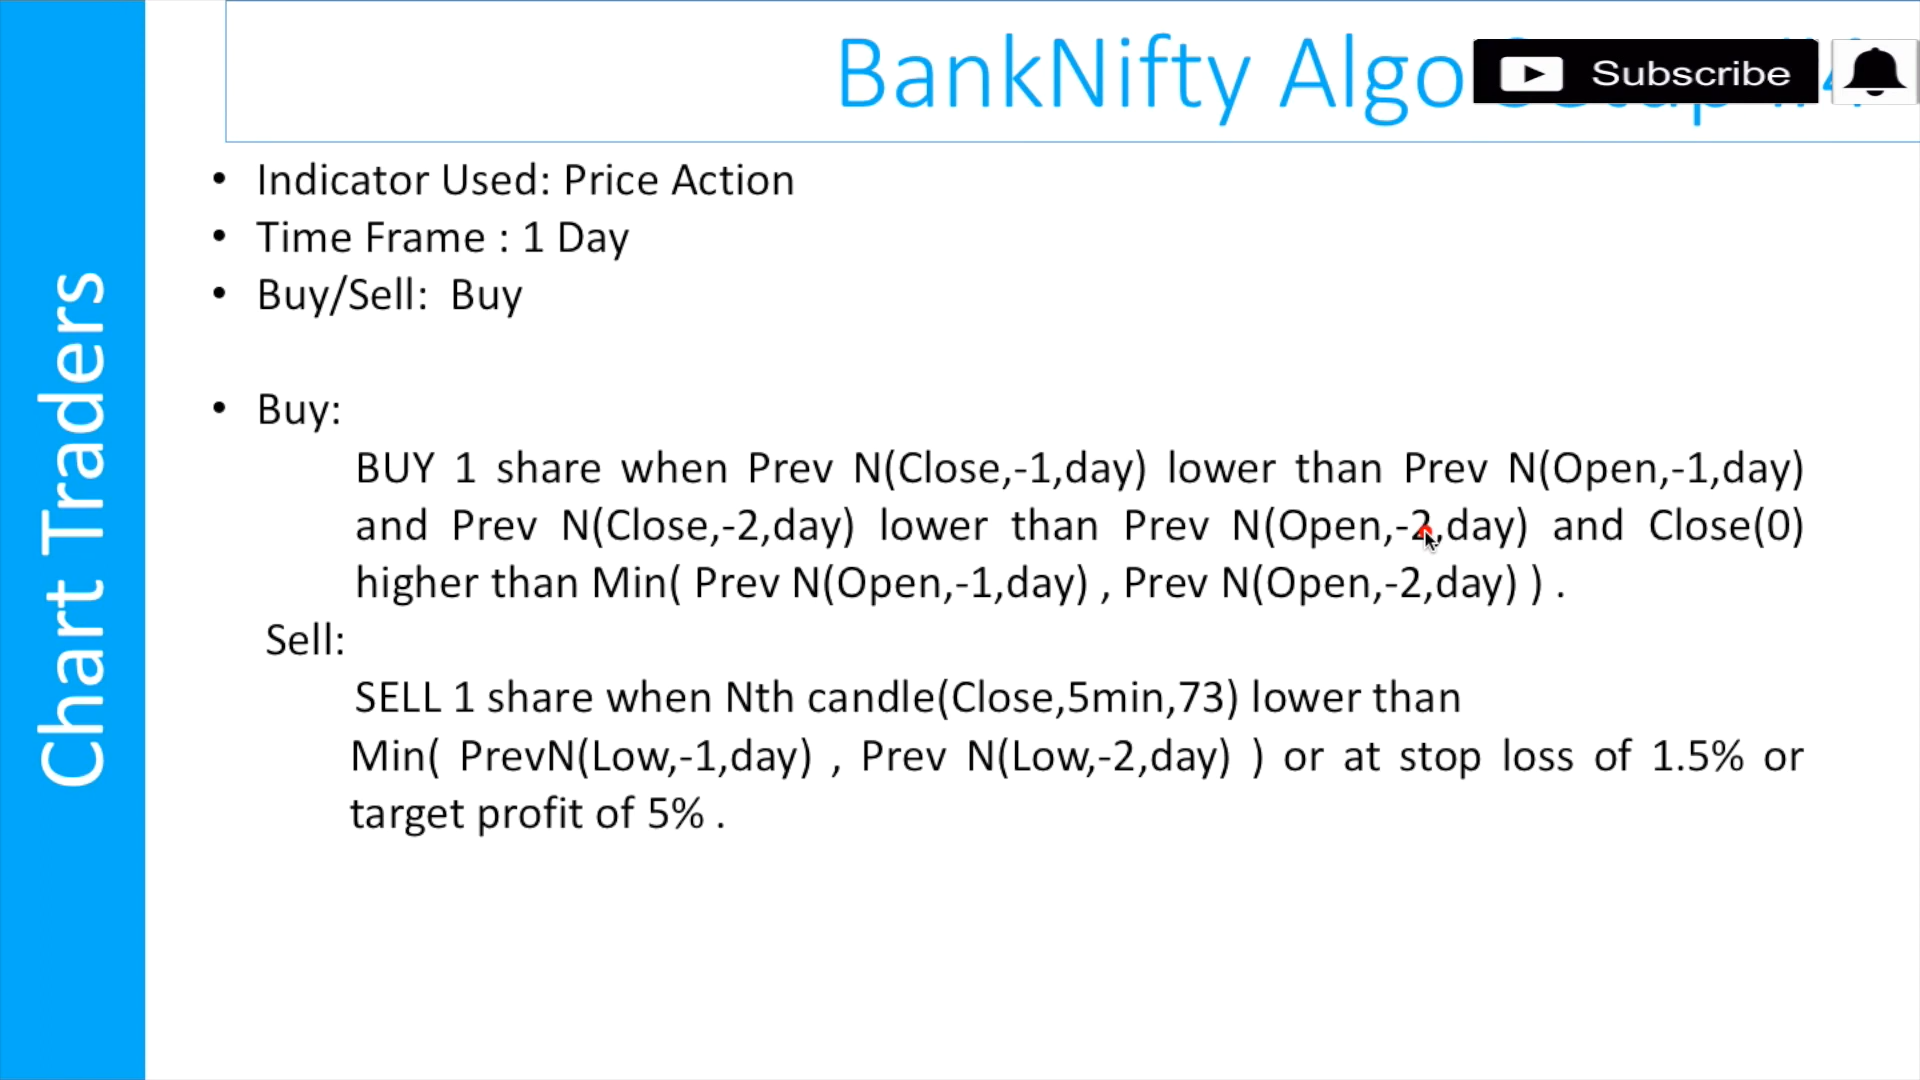 BankNifty Algo
Subscribe
Chart Traders
• Indicator Used: Price Action
• Time Frame : 1 Day
• Buy/Sell: Buy
• Buy:
BUY 1 share when Prev N(Close,-1,day) lower than Prev N(Open,-1,day)
and Prev N(Close,-2,day) lower than Prev N(Open,-2,day) and Close(0)
higher than Min( Prev N(Open,-1,day) , Prev N(Open,-2,day) ) .
Sell:
SELL 1 share when Nth candle(Close,5min,73) lower than
Min( PrevN(Low,-1,day) , Prev N(Low,-2,day) ) or at stop loss of 1.5% or
target profit of 5% .